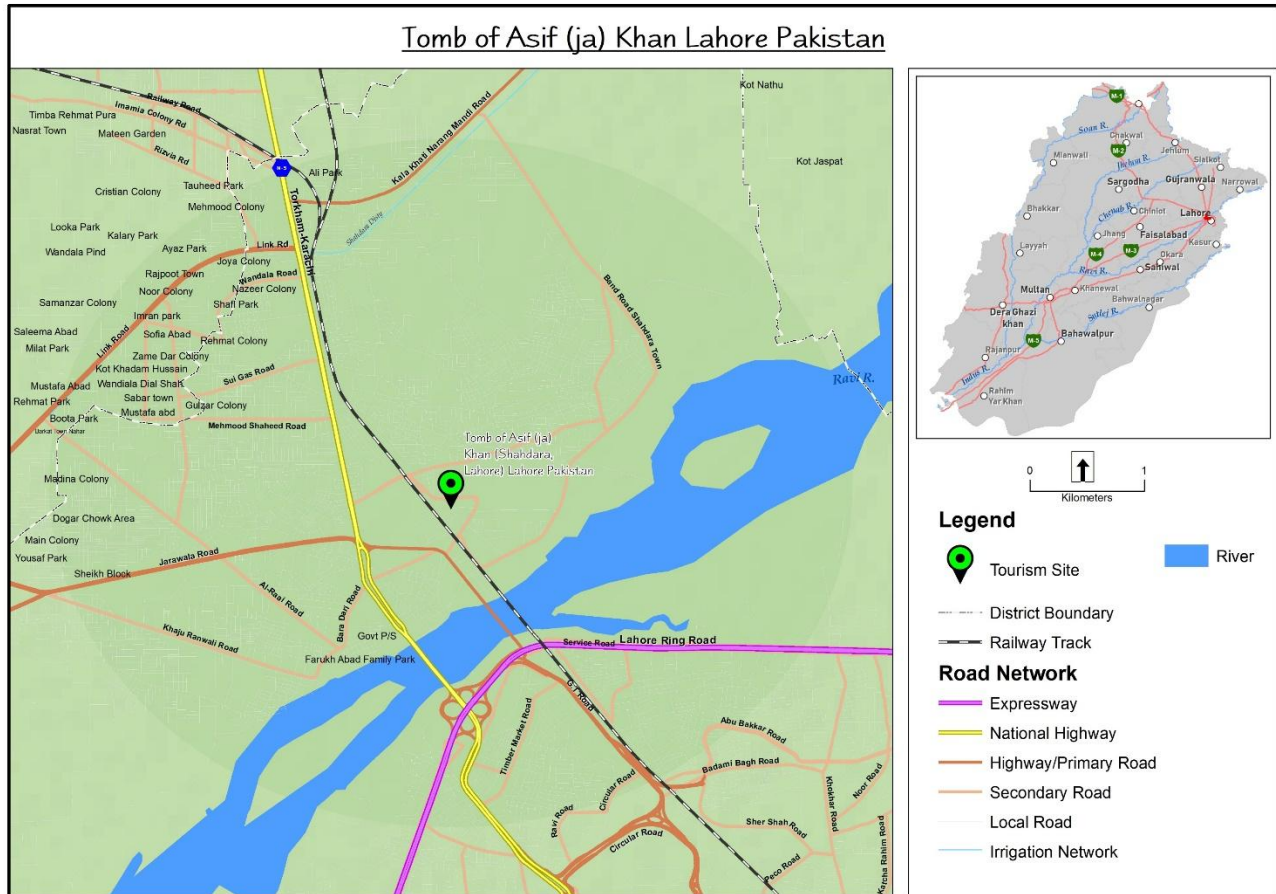 Tomb of Asif (ja) Khan Lahore Pakistan
Kot Nathu
Railway Road
Timba Rehmat Pura
Imamia Colony Rd
Nasrat Town
Mateen Garden
Kala Khati Narang Mandi Road
Rizvia Rd
N-5
Ali Park
Kot Jaspat
Tauheed Park
Cristian Colony
Torkham-Karachi
Mehmood Colony
Looka Park
Kalary Park
Shahdara Disty
Wandala Pind
Ayaz Park
Link Rd
Joya Colony
Rajpoot Town
Wandala Road
Noor Colony
Nazeer Colony
Band Road Shahdara Town
Samanzar Colony
Shafi Park
Imran park
Saleema Abad
Sofia Abad
Rehmat Colony
Milat Park
Link Road
Zame Dar Colony
Kot Khadam Hussain
Sui Gas Road
Ravi R.
Mustafa Abad
Wandiala Dial Shah
Rehmat Park
Sabar town
Gulzar Colony
Mustafa abd
Boota Park
Mehmood Shaheed Road
Tomb of Asif (ja)
Khan (Shahdara,
Lahore) Lahore Pakistan
Madina Colony
Dogar Chowk Area
Main Colony
Yousaf Park
Jarawala Road
Sheikh Block
Al-Raai Road
Bara Dari Road
Khaju Ranwali Road
Govt P/S
Farukh Abad Family Park
Service Road
Lahore Ring Road
G.T Road
Timber Market Road
Abu Bakkar Road
Badami Bagh Road
Circular Road
Ravi Road
Khokhar Road
Noor Road
Sher Shah Road
Circular Road
Peco Road
Karcha Rahim Road
M-1
Soan R.
Chakwal
M-2
Jehlum
Mianwali
Jhelum R.
Sialkot
Sargodha
Gujranwala
Narrowal
Bhakkar
Chenab R.
Chiniot
Lahore
Jhang
Faisalabad
Layyah
M-4
M-3
Kasur
Okara
Ravi R.
Sahiwal
Multan
Khanewal
Bahwalnagar
Dera Ghazi
khan
Sutlej R.
M-5
Bahawalpur
Rajanpur
Indus R.
Rahim
Yar Khan
0 1
Kilometers
Legend
Tourism Site
River
District Boundary
Railway Track
Road Network
Expressway
National Highway
Highway/Primary Road
Secondary Road
Local Road
Irrigation Network